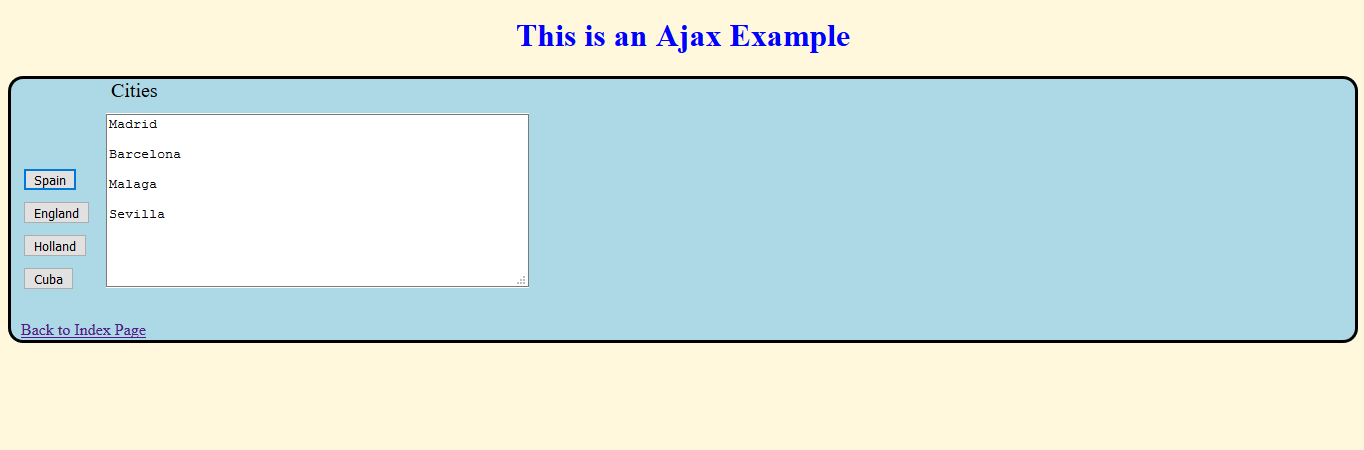 This is an Ajax Example
Cities
Madrid
Barcelona
Malaga
Sevilla
Spain
England
Holland
Cuba
Back to Index Page